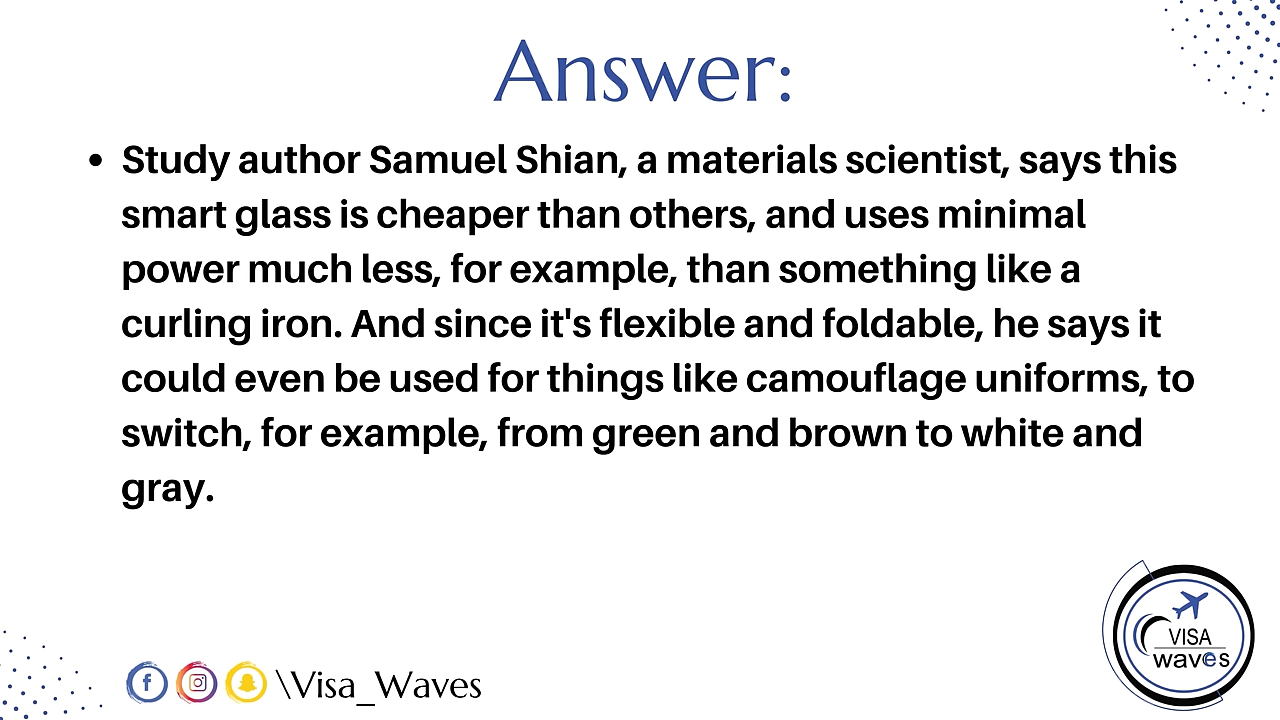 Answer:
• Study author Samuel Shian, a materials scientist, says this
smart glass is cheaper than others, and uses minimal
power much less, for example, than something like a
curling iron. And since it's flexible and foldable, he says it
could even be used for things like camouflage uniforms, to
switch, for example, from green and brown to white and
gray.
VISA
waves
\Visa_Waves